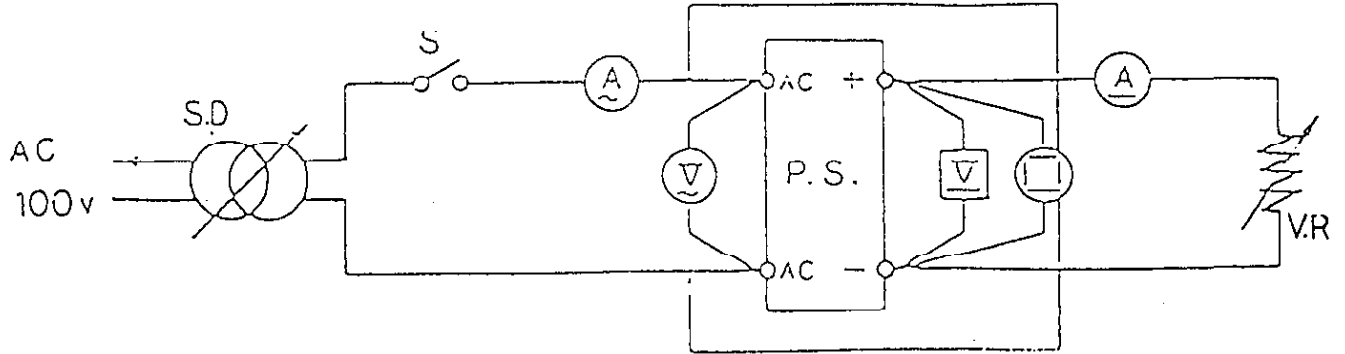 S
A
AC + A
S.D
AC
100v
V
P.S.
V
V.R
AC −